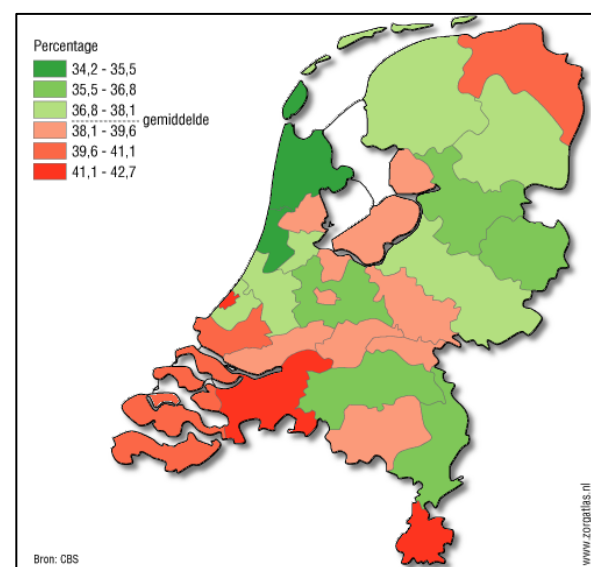 Percentage
34,2 - 35,5
35,5 - 36,8
36,8 - 38,1
gemiddelde
38,1 - 39,6
39,6 - 41,1
41,1 - 42,7
www.zorgatlas.nl
Bron: CBS